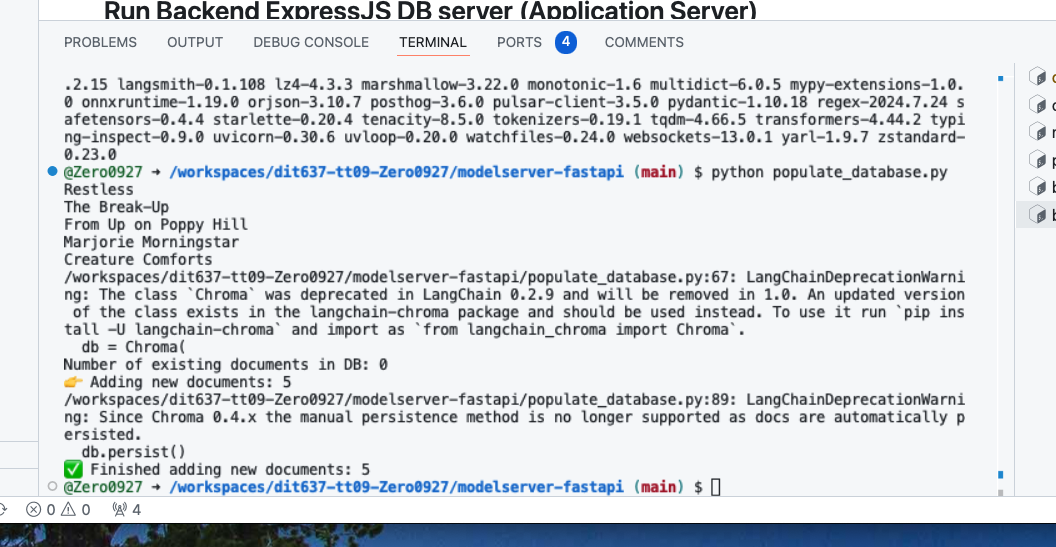 Run Backend ExpressJS DB server (Application Server)
PROBLEMS OUTPUT DEBUG CONSOLE TERMINAL PORTS 4 COMMENTS
.2.15 langsmith-0.1.108 lz4-4.3.3 marshmallow-3.22.0 monotonic-1.6 multidict-6.0.5 mypy-extensions-1.0.
0 onnxruntime-1.19.0 orjson-3.10.7 posthog-3.6.0 pulsar-client-3.5.0 pydantic-1.10.18 regex-2024.7.24 s
afetensors-0.4.4 starlette-0.20.4 tenacity-8.5.0 tokenizers-0.19.1 tqdm-4.66.5 transformers-4.44.2 typi
ng-inspect-0.9.0 uvicorn-0.30.6 uvloop-0.20.0 watchfiles-0.24.0 websockets-13.0.1 yarl-1.9.7 zstandard-
0.23.0
@Zero0927 → /workspaces/dit637-tt09-Zero0927/modelserver-fastapi (main) $ python populate_database.py
Restless
The Break-Up
From Up on Poppy Hill
Marjorie Morningstar
Creature Comforts
/workspaces/dit637-tt09-Zero0927/modelserver-fastapi/populate_database.py:67: LangChainDeprecationWarni
ng: The class `Chroma` was deprecated in LangChain 0.2.9 and will be removed in 1.0. An updated version
of the class exists in the langchain-chroma package and should be used instead. To use it run `pip ins
tall -U langchain-chroma` and import as `from langchain_chroma import Chroma`.
db = Chroma(
Number of existing documents in DB: 0
👉 Adding new documents: 5
/workspaces/dit637-tt09-Zero0927/modelserver-fastapi/populate_database.py:89: LangChainDeprecationWarni
ng: Since Chroma 0.4.x the manual persistence method is no longer supported as docs are automatically p
ersisted.
db.persist()
✅ Finished adding new documents: 5
@Zero0927 → /workspaces/dit637-tt09-Zero0927/modelserver-fastapi (main) $
0 0 4